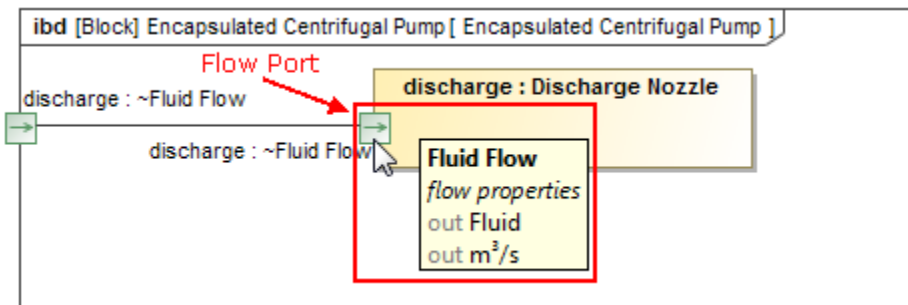 ibd [Block] Encapsulated Centrifugal Pump [ Encapsulated Centrifugal Pump ]
Flow Port
discharge : Discharge Nozzle
discharge : ~Fluid Flow
discharge : ~Fluid Flow
Fluid Flow
flow properties
out Fluid
out m³/s